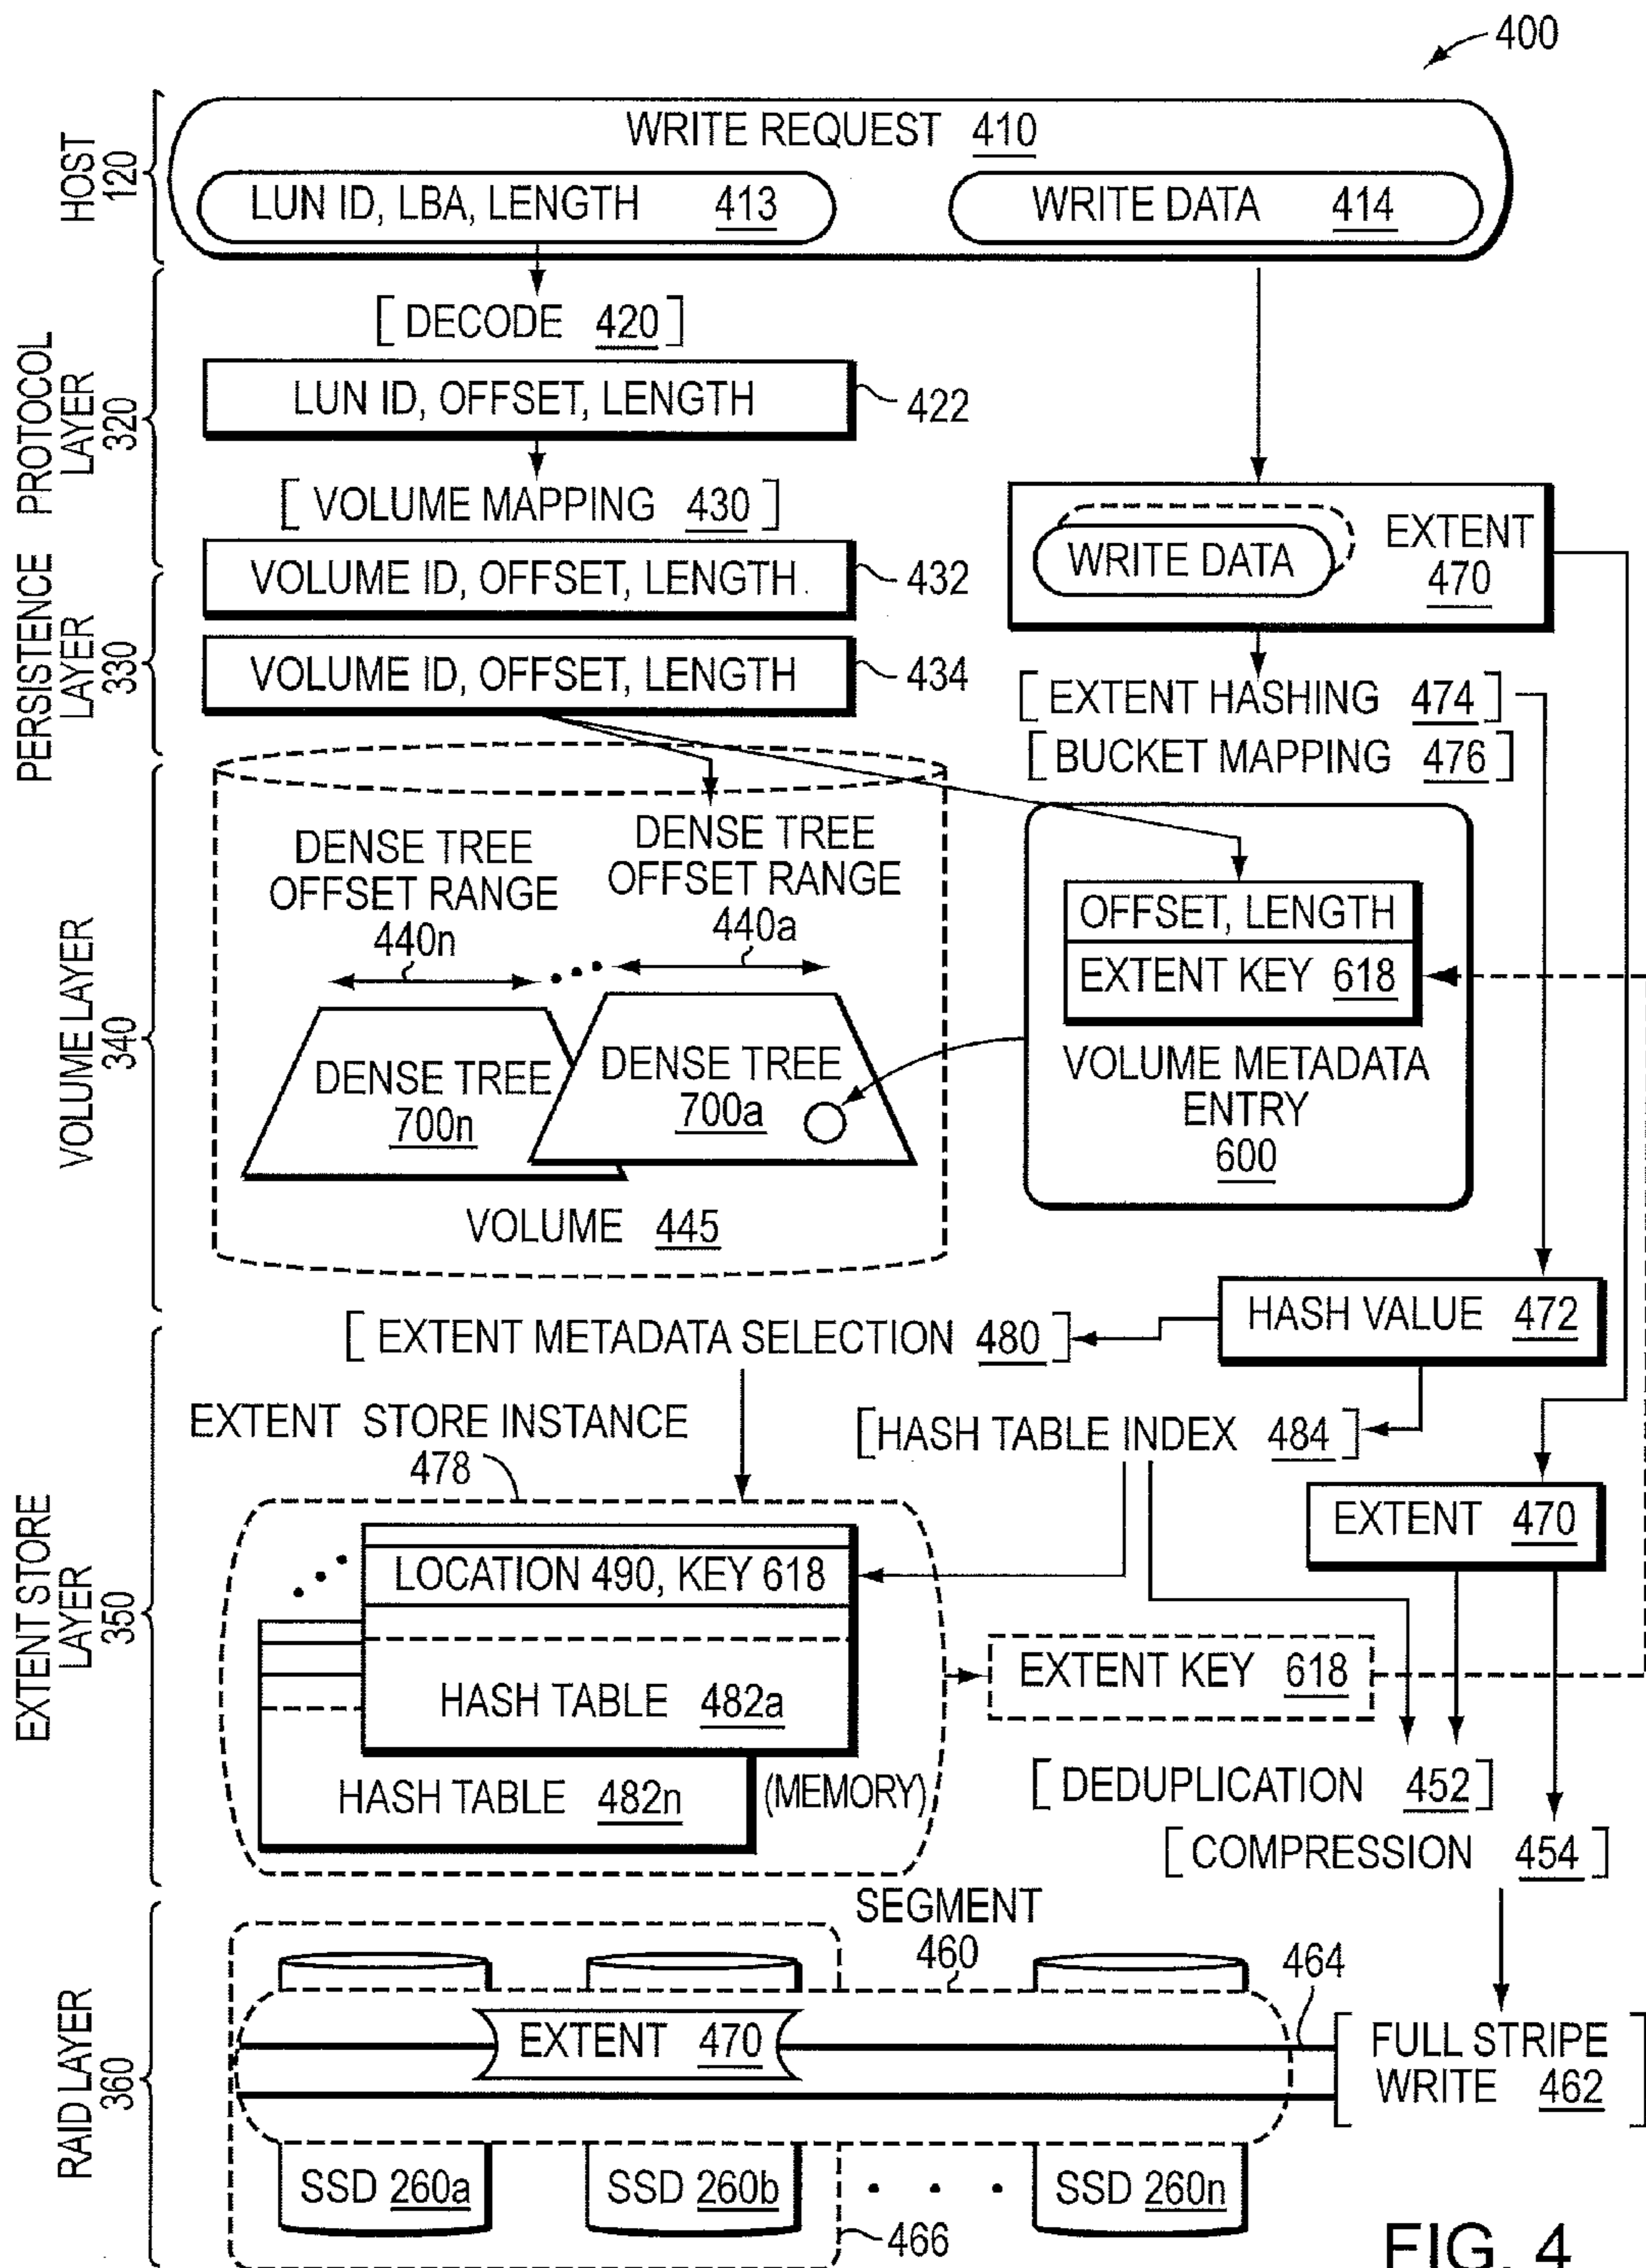 400
HOST
120
WRITE REQUEST 410
LUN ID, LBA, LENGTH 413
WRITE DATA 414
PROTOCOL
LAYER
320
[ DECODE 420 ]
LUN ID, OFFSET, LENGTH
422
[ VOLUME MAPPING 430 ]
VOLUME ID, OFFSET, LENGTH
432
WRITE DATA
EXTENT
470
PERSISTENCE
LAYER
330
VOLUME ID, OFFSET, LENGTH
434
[ EXTENT HASHING 474 ]
[ BUCKET MAPPING 476 ]
VOLUME LAYER
340
DENSE TREE
OFFSET RANGE
440n
DENSE TREE
OFFSET RANGE
440a
DENSE TREE
700n
DENSE TREE
700a
VOLUME 445
OFFSET, LENGTH
EXTENT KEY 618
VOLUME METADATA
ENTRY
600
HASH VALUE 472
EXTENT STORE
LAYER
350
[ EXTENT METADATA SELECTION 480 ]
EXTENT STORE INSTANCE
478
[HASH TABLE INDEX 484 ]
EXTENT 470
LOCATION 490, KEY 618
HASH TABLE 482a
HASH TABLE 482n
(MEMORY)
EXTENT KEY 618
[ DEDUPLICATION 452 ]
[ COMPRESSION 454 ]
RAID LAYER
360
SEGMENT
460
464
EXTENT 470
[ FULL STRIPE
WRITE 462 ]
SSD 260a
SSD 260b
. . .
SSD 260n
466
FIG. 4